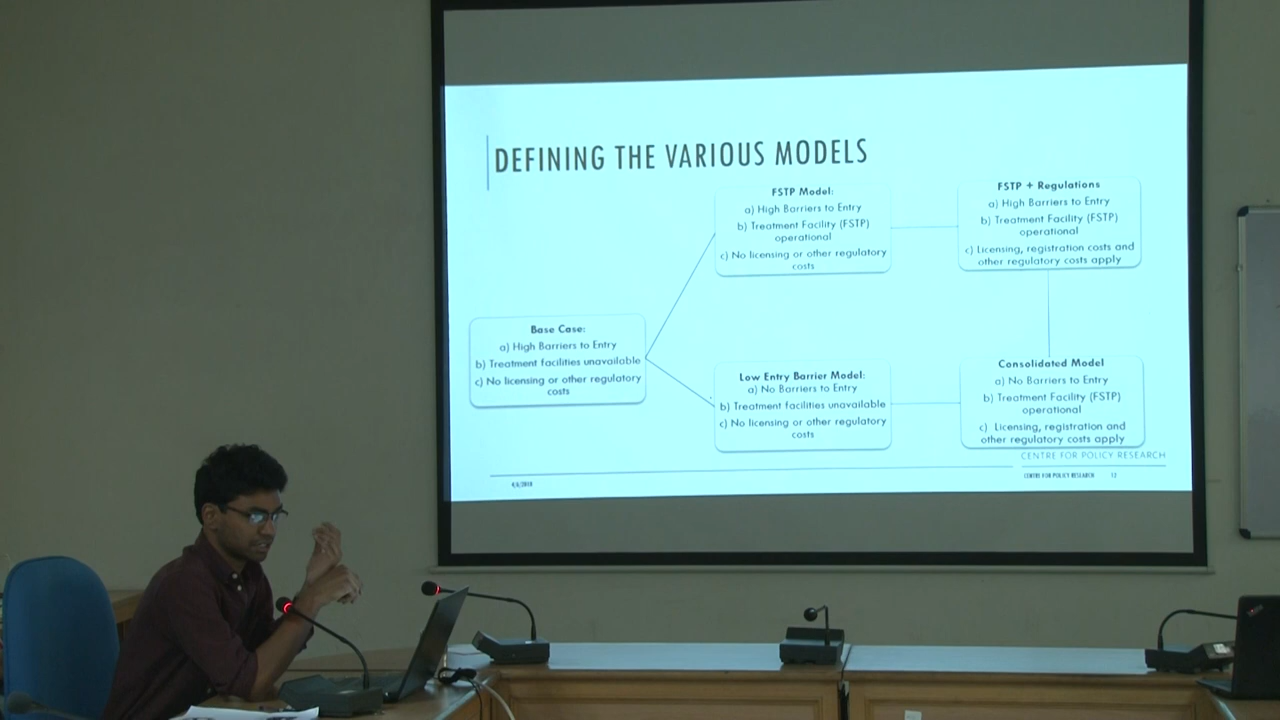 DEFINING THE VARIOUS MODELS
FSTP Model:
a) High Barriers to Entry
b) Treatment Facility (FSTP)
operational
c) No licensing or other regulatory
costs
FSTP + Regulations
a) High Barriers to Entry
b) Treatment Facility (FSTP)
operational
c) Licensing, registration costs and
other regulatory costs apply
Base Case:
a) High Barriers to Entry
b) Treatment facilities unavailable
c) No licensing or other regulatory
costs
Low Entry Barrier Model:
a) No Barriers to Entry
b) Treatment facilities unavailable
c) No licensing or other regulatory
costs
Consolidated Model
a) No Barriers to Entry
b) Treatment Facility (FSTP)
operational
c) Licensing, registration and
other regulatory costs apply
CENTRE FOR POLICY RESEARCH
CENTRE FOR POLICY RESEARCH 12